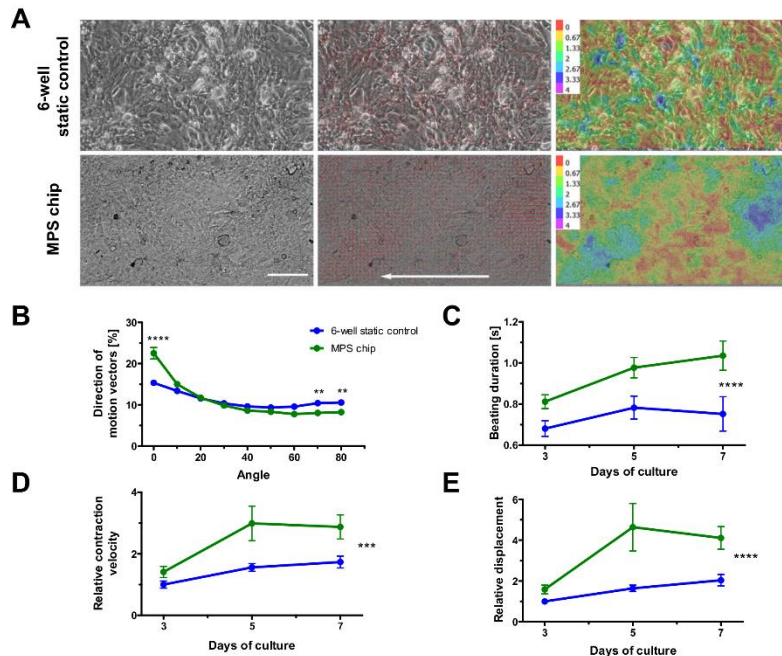 A
6-well
static control
0
0.67
1.33
2
2.67
3.33
4
MPS chip
0
0.67
1.33
2
2.67
3.33
4
B
Direction of
motion vectors [%]
30
20
10
0
****
6-well static control
MPS chip
** **
0 20 40 60 80
Angle
C
Beating duration [s]
1.2
1.0
0.8
0.6
****
3 5 7
Days of culture
D
Relative contraction
velocity
4
2
0
***
3 5 7
Days of culture
E
Relative displacement
6
4
2
0
****
3 5 7
Days of culture